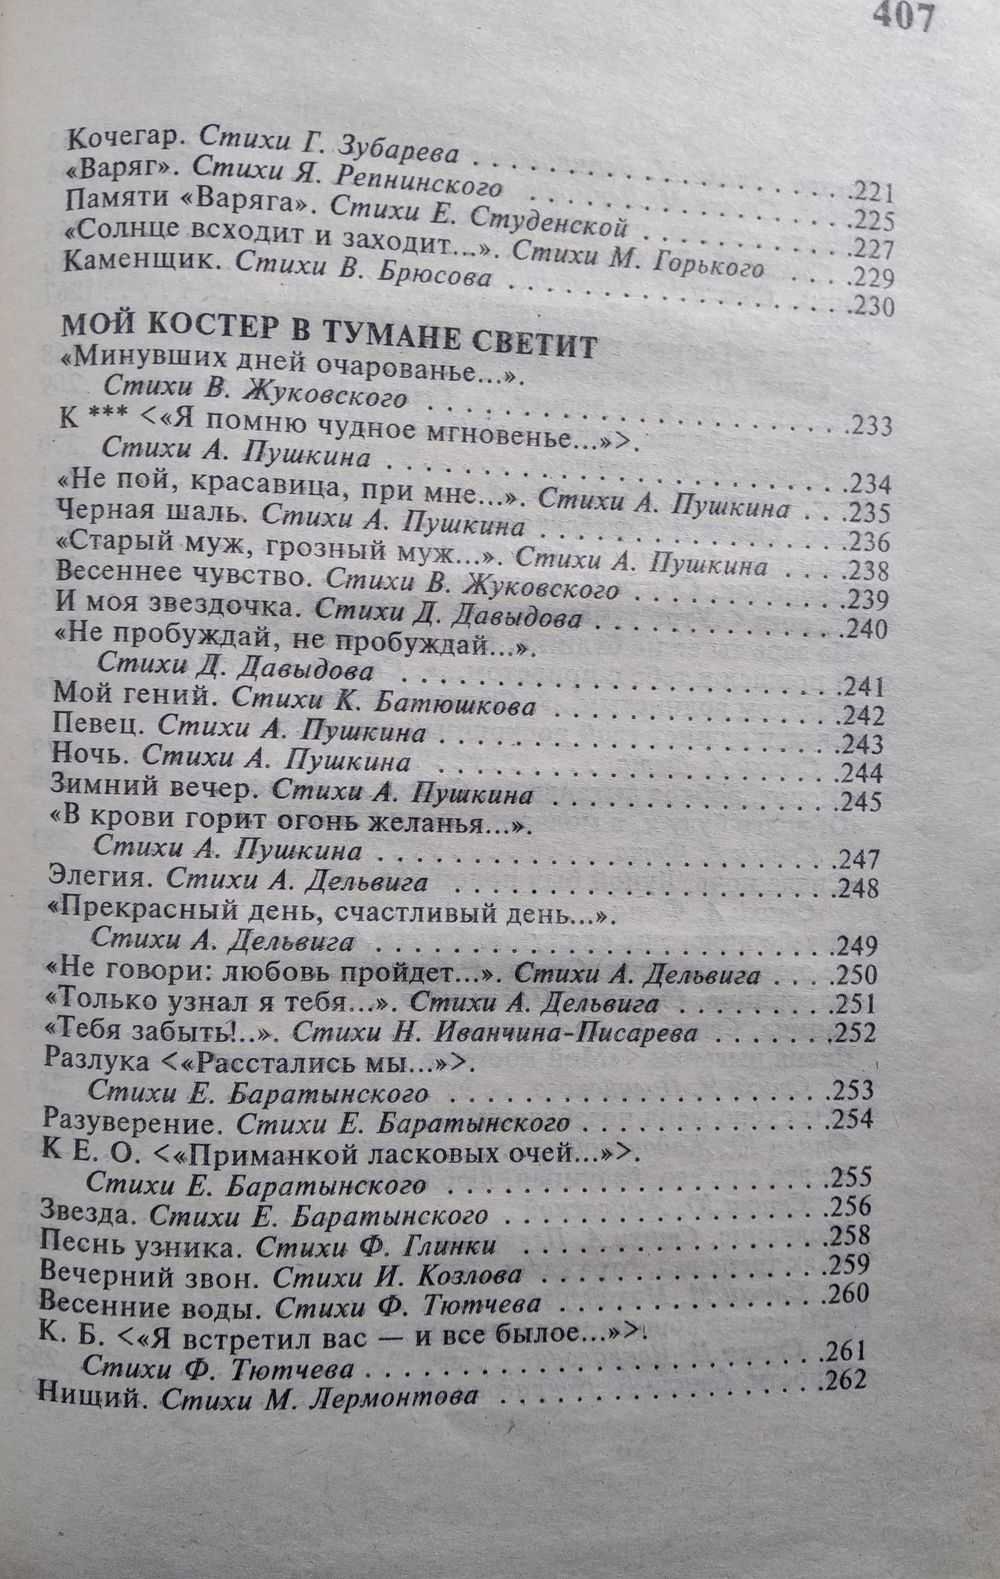 407
Кочегар. Стихи Г. Зубарева . . . . . . . . . . . . . . . . . . .221
«Варяг». Стихи Я. Репнинского . . . . . . . . . . . . . . . .225
Памяти «Варяга». Стихи Е. Студенской . . . . . . . . . .227
«Солнце всходит и заходит...». Стихи М. Горького . . . .229
Каменщик. Стихи В. Брюсова . . . . . . . . . . . . . . . . .230
МОЙ КОСТЕР В ТУМАНЕ СВЕТИТ
«Минувших дней очарованье...».
Стихи В. Жуковского . . . . . . . . . . . . . . . . . . . . .233
К *** <«Я помню чудное мгновенье...»>.
Стихи А. Пушкина . . . . . . . . . . . . . . . . . . . . . . .234
«Не пой, красавица, при мне...». Стихи А. Пушкина . . .235
Черная шаль. Стихи А. Пушкина . . . . . . . . . . . . . . .236
«Старый муж, грозный муж...». Стихи А. Пушкина . . . .238
Весеннее чувство. Стихи В. Жуковского . . . . . . . . . . .239
И моя звездочка. Стихи Д. Давыдова . . . . . . . . . . . . .240
«Не пробуждай, не пробуждай...».
Стихи Д. Давыдова . . . . . . . . . . . . . . . . . . . . . .241
Мой гений. Стихи К. Батюшкова . . . . . . . . . . . . . . .242
Певец. Стихи А. Пушкина . . . . . . . . . . . . . . . . . . . .243
Ночь. Стихи А. Пушкина . . . . . . . . . . . . . . . . . . . .244
Зимний вечер. Стихи А. Пушкина . . . . . . . . . . . . . . .245
«В крови горит огонь желанья...».
Стихи А. Пушкина . . . . . . . . . . . . . . . . . . . . . . .247
Элегия. Стихи А. Дельвига . . . . . . . . . . . . . . . . . . .248
«Прекрасный день, счастливый день...».
Стихи А. Дельвига . . . . . . . . . . . . . . . . . . . . . . .249
«Не говори: любовь пройдет...». Стихи А. Дельвига . . . .250
«Только узнал я тебя...». Стихи А. Дельвига . . . . . . . .251
«Тебя забыть!..». Стихи Н. Иванчина-Писарева . . . . . . .252
Разлука <«Расстались мы...»>.
Стихи Е. Баратынского . . . . . . . . . . . . . . . . . . . .253
Разуверение. Стихи Е. Баратынского . . . . . . . . . . . . .254
К Е. О. <«Приманкой ласковых очей...»>.
Стихи Е. Баратынского . . . . . . . . . . . . . . . . . . . .255
Звезда. Стихи Е. Баратынского . . . . . . . . . . . . . . . . .256
Песнь узника. Стихи Ф. Глинки . . . . . . . . . . . . . . . .258
Вечерний звон. Стихи И. Козлова . . . . . . . . . . . . . . .259
Весенние воды. Стихи Ф. Тютчева . . . . . . . . . . . . . . .260
К. Б. <«Я встретил вас — и все былое...»>.
Стихи Ф. Тютчева . . . . . . . . . . . . . . . . . . . . . . .261
Нищий. Стихи М. Лермонтова . . . . . . . . . . . . . . . . .262